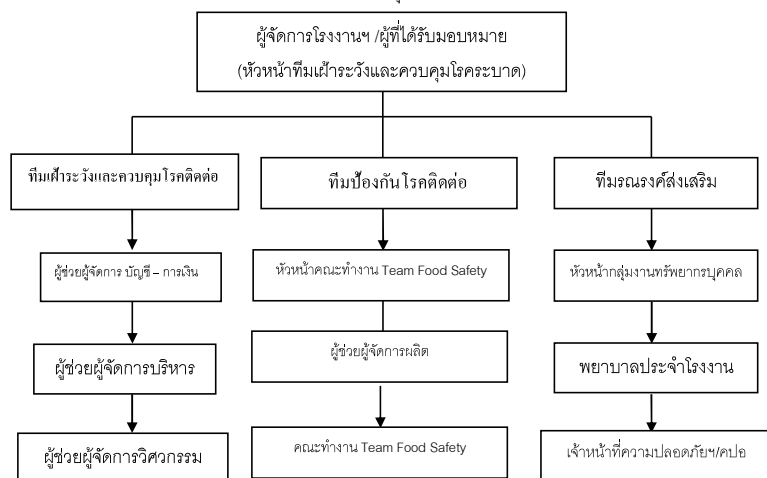 ผู้จัดการโรงงานฯ /ผู้ที่ได้รับมอบหมาย
(หัวหน้าทีมเฝ้าระวังและควบคุมโรคระบาด)
ทีมเฝ้าระวังและควบคุมโรคติดต่อ
ทีมป้องกันโรคติดต่อ
ทีมรณรงค์ส่งเสริม
ผู้ช่วยผู้จัดการ บัญชี – การเงิน
หัวหน้าคณะทำงาน Team Food Safety
หัวหน้ากลุ่มงานทรัพยากรบุคคล
ผู้ช่วยผู้จัดการบริหาร
ผู้ช่วยผู้จัดการผลิต
พยาบาลประจำโรงงาน
ผู้ช่วยผู้จัดการวิศวกรรม
คณะทำงาน Team Food Safety
เจ้าหน้าที่ความปลอดภัยฯ/คปอ